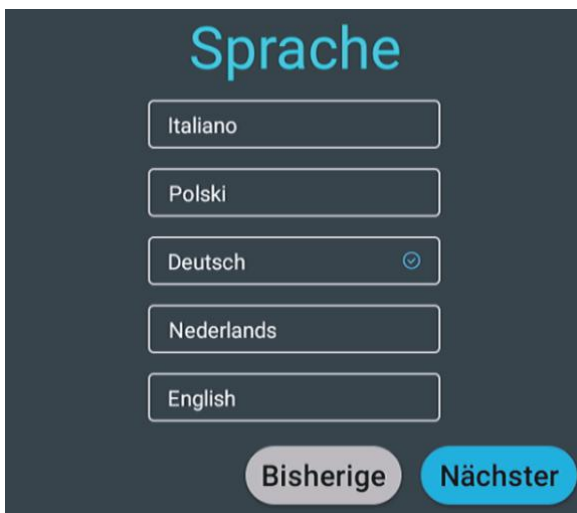 Sprache
Italiano
Polski
Deutsch
Nederlands
English
Bisherige Nächster